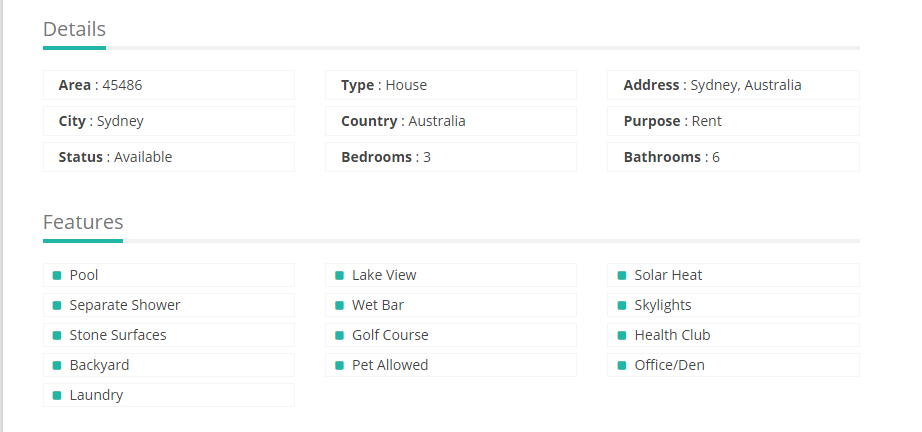 Details
Area : 45486
Type : House
Address : Sydney, Australia
City : Sydney
Country : Australia
Purpose : Rent
Status : Available
Bedrooms : 3
Bathrooms : 6
Features
Pool
Lake View
Solar Heat
Separate Shower
Wet Bar
Skylights
Stone Surfaces
Golf Course
Health Club
Backyard
Pet Allowed
Office/Den
Laundry